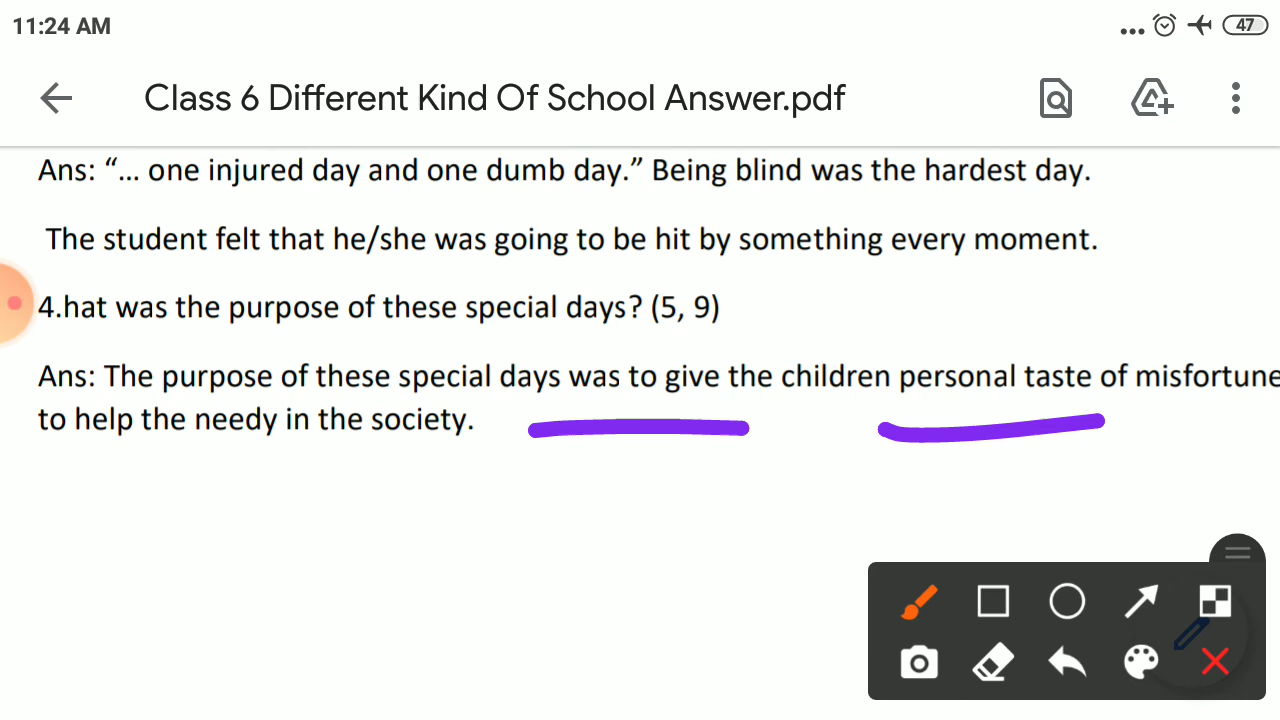 11:24 AM
47
Class 6 Different Kind Of School Answer.pdf
Ans: “... one injured day and one dumb day.” Being blind was the hardest day.
The student felt that he/she was going to be hit by something every moment.
4.hat was the purpose of these special days? (5, 9)
Ans: The purpose of these special days was to give the children personal taste of misfortune
to help the needy in the society.